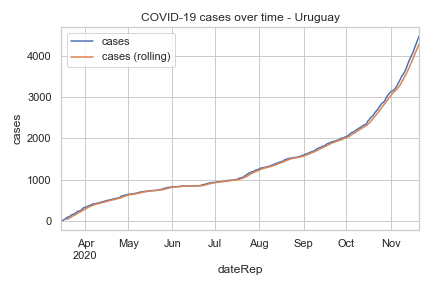 COVID-19 cases over time - Uruguay
cases
cases (rolling)
cases
4000
3000
2000
1000
0
Apr May Jun Jul Aug Sep Oct Nov
2020
dateRep